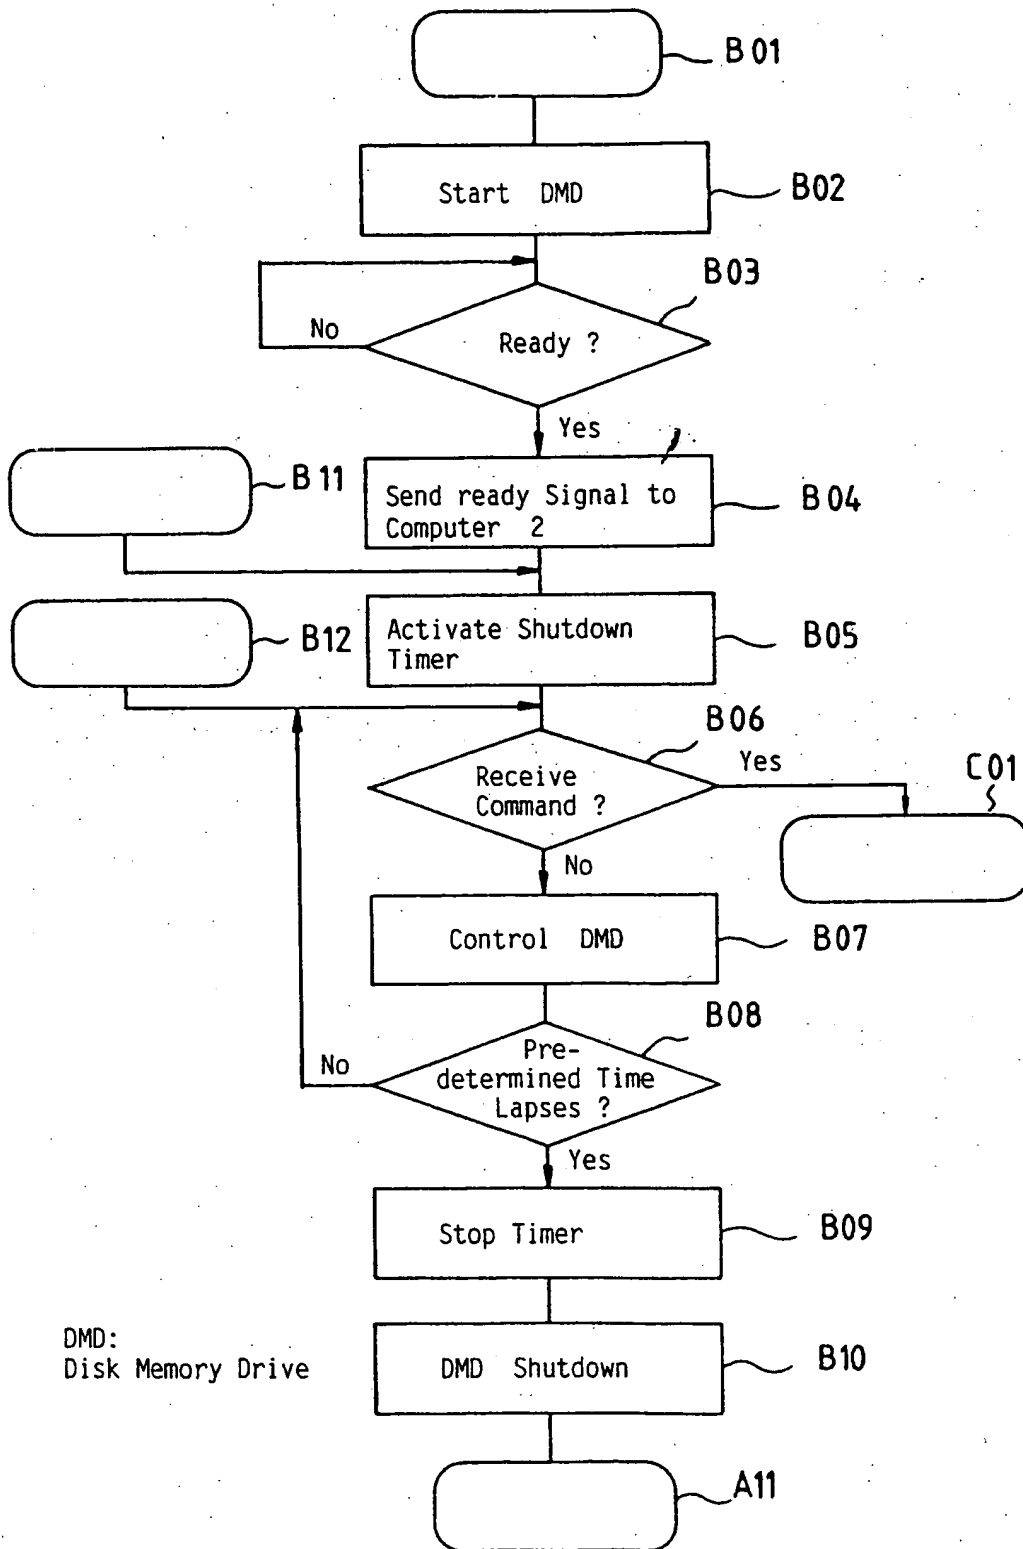 B01
Start DMD
B02
B03
Ready ?
No
Yes
B11
Send ready Signal to
Computer 2
B04
B12
Activate Shutdown
Timer
B05
B06
Receive
Command ?
Yes
C01
No
Control DMD
B07
B08
Pre-
determined Time
Lapses ?
No
Yes
Stop Timer
B09
DMD:
Disk Memory Drive
DMD Shutdown
B10
A11